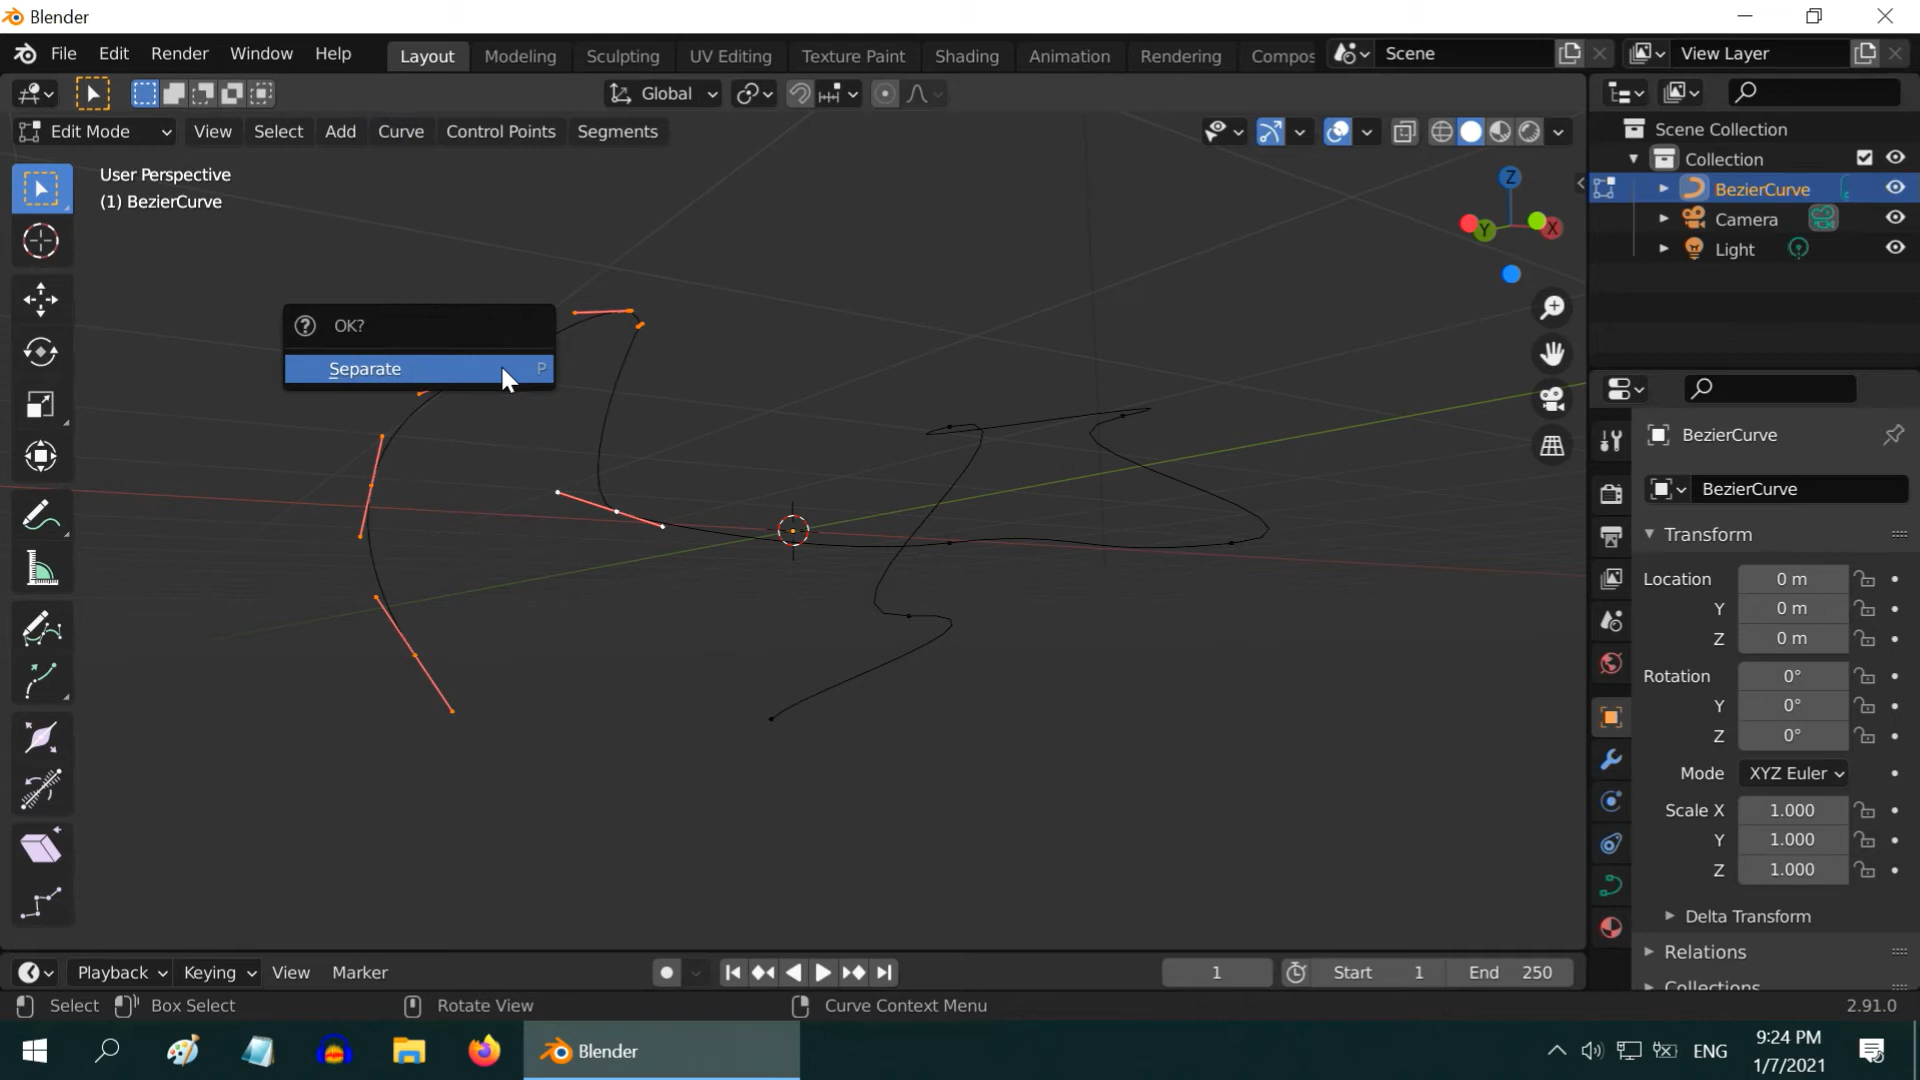 Blender
File Edit Render Window Help Layout Modeling Sculpting UV Editing Texture Paint Shading Animation Rendering Compos Scene View Layer
Global
Edit Mode View Select Add Curve Control Points Segments
Scene Collection
Collection
BezierCurve
Camera
Light
User Perspective
(1) BezierCurve
Z
Y
X
OK?
Separate P
BezierCurve
BezierCurve
Transform
Location 0 m
Y 0 m
Z 0 m
Rotation 0°
Y 0°
Z 0°
Mode XYZ Euler
Scale X 1.000
Y 1.000
Z 1.000
Delta Transform
Relations
Collections
Playback Keying View Marker 1 Start 1 End 250
Select Box Select Rotate View Curve Context Menu 2.91.0
Blender ENG
9:24 PM
1/7/2021